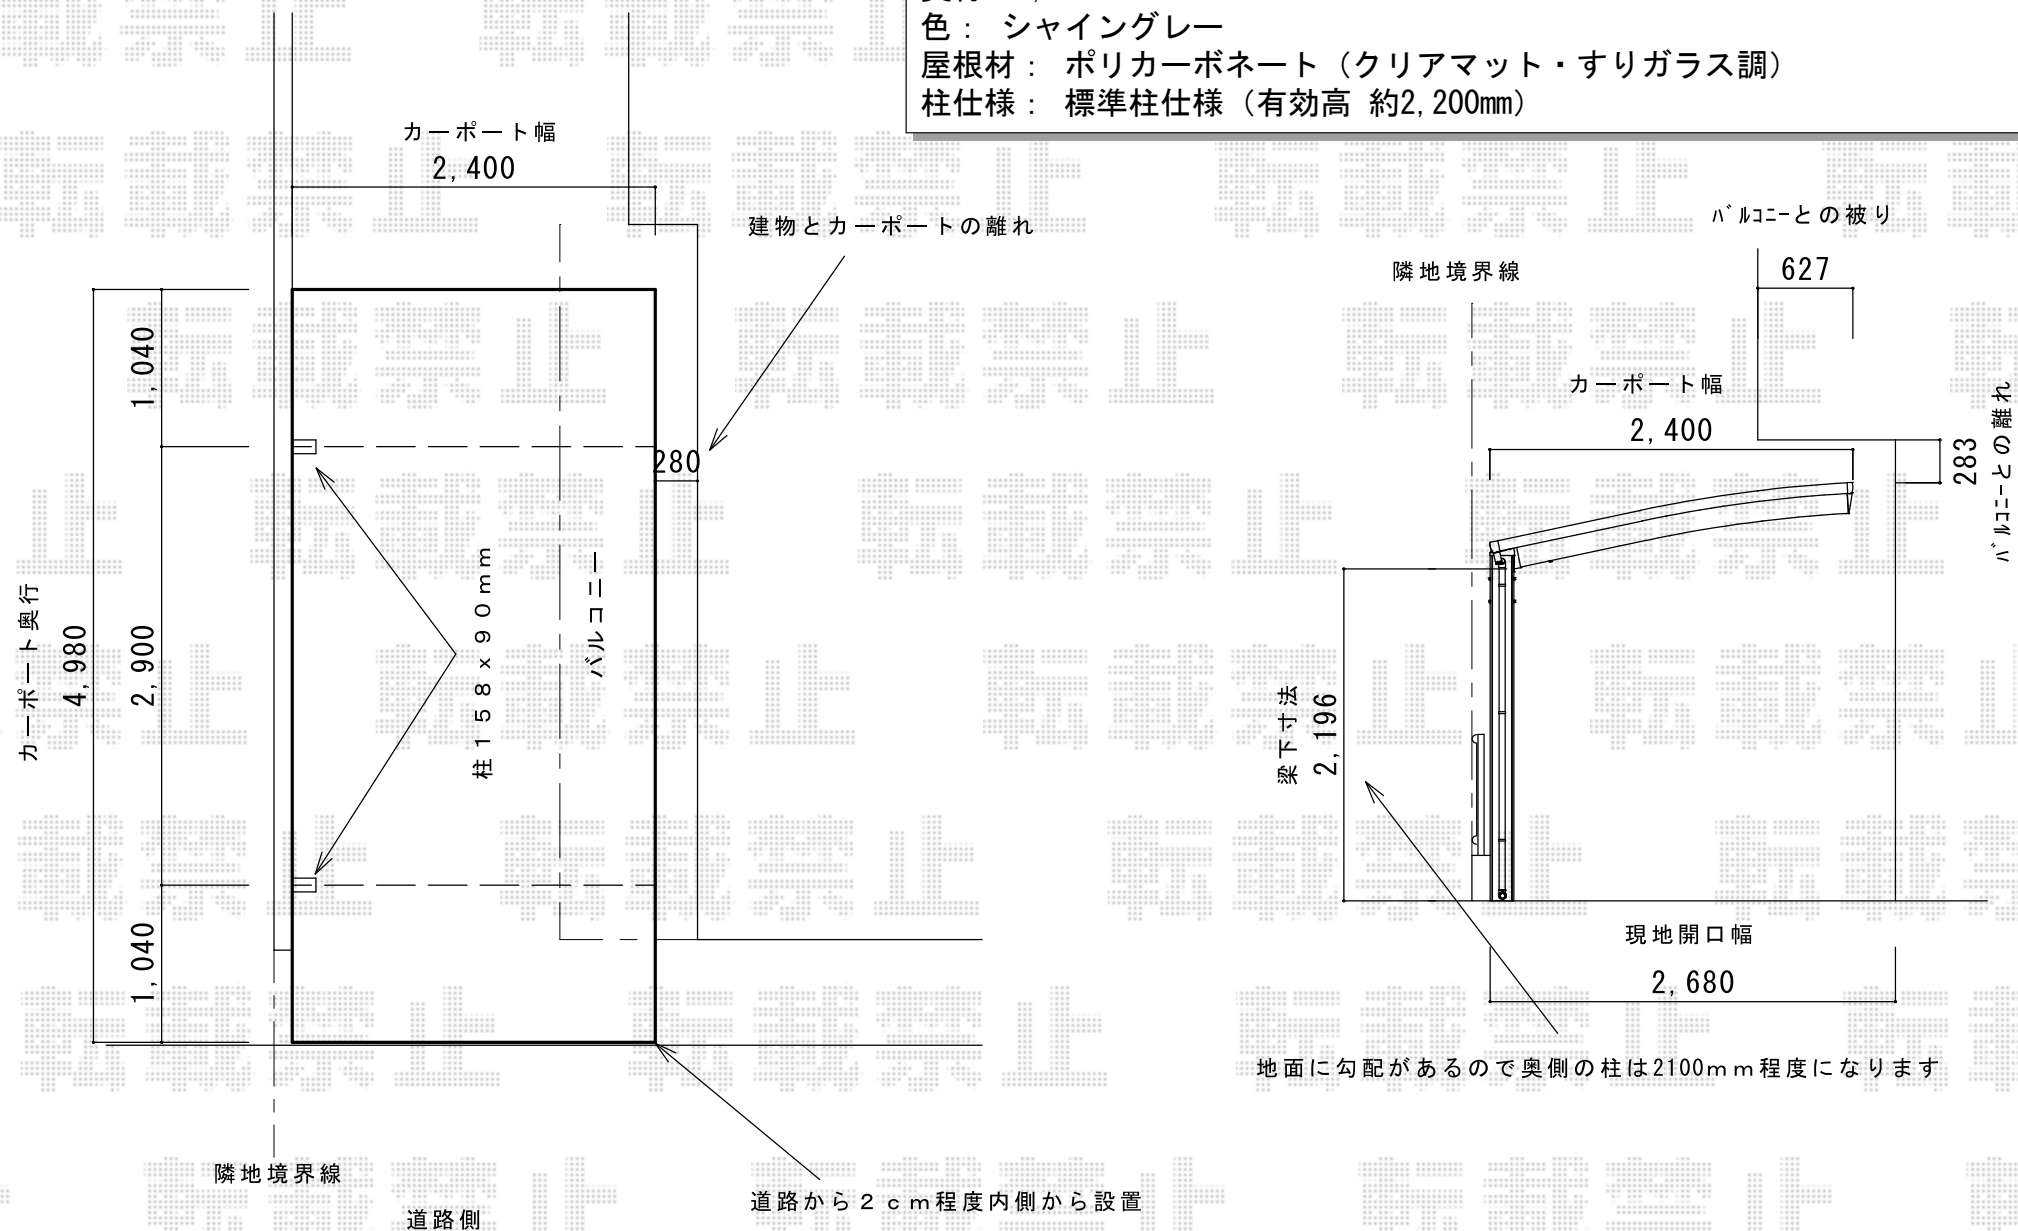 色： シャイングレー
屋根材： ポリカーボネート（クリアマット・すりガラス調）
柱仕様： 標準柱仕様（有効高 約2,200mm）
カーポート幅
2,400
建物とカーポートの離れ
1,040
280
カーポート奥行
4,980
2,900
柱158x90mm
バルコニー
1,040
隣地境界線
道路側
道路から2cm程度内側から設置
バルコニーとの被り
627
隣地境界線
カーポート幅
2,400
283
バルコニーとの離れ
梁下寸法
2,196
現地開口幅
2,680
地面に勾配があるので奥側の柱は2100mm程度になります
転載禁止